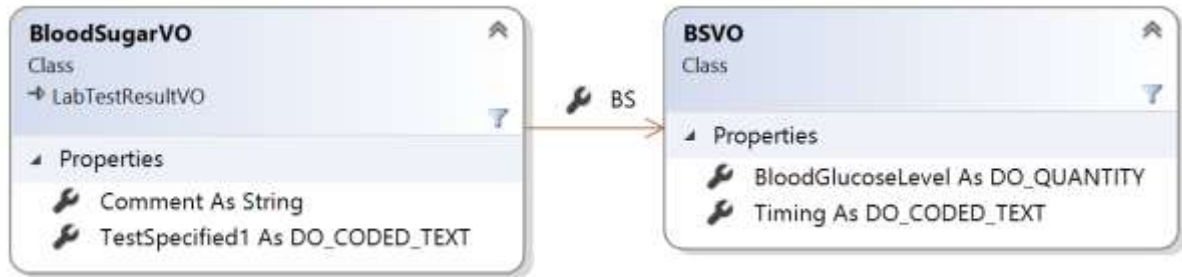 BloodSugarVO
Class
LabTestResultVO
Properties
Comment As String
TestSpecified1 As DO_CODED_TEXT
BS
BSVO
Class
Properties
BloodGlucoseLevel As DO_QUANTITY
Timing As DO_CODED_TEXT